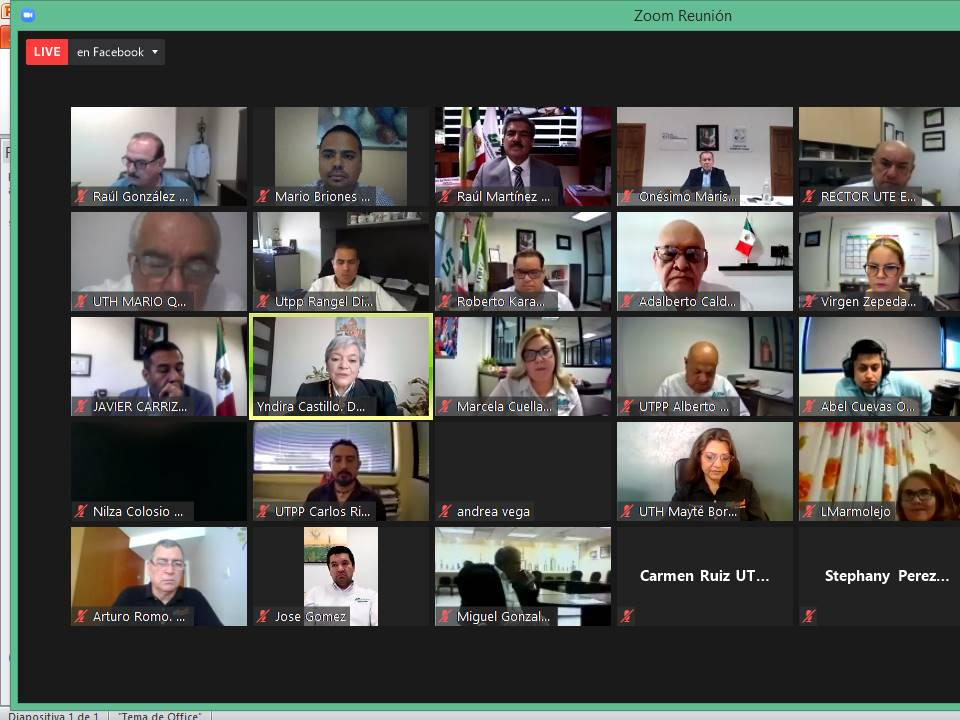 Zoom Reunión
LIVE en Facebook
Raúl González ...
Mario Briones ...
Raúl Martínez ...
Onésimo Maris...
RECTOR UTE E...
UTH MARIO Q...
Utpp Rangel Di...
Roberto Kara...
Adalberto Cald...
Virgen Zepeda...
JAVIER CARRIZ...
Yndira Castillo. D...
Marcela Cuella...
UTPP Alberto ...
Abel Cuevas O...
Nilza Colosio ...
UTPP Carlos Ri...
andrea vega
UTH Mayté Bor...
LMarmolejo
Arturo Romo. ...
Jose Gomez
Miguel Gonzal...
Carmen Ruiz UT...
Stephany Perez...
Diapositiva 1 de 1 "Tema de Office"